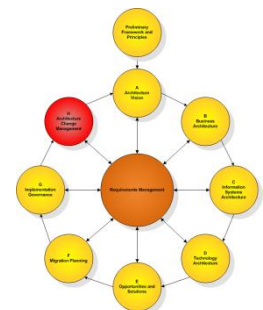 Preliminary
Framework and
Principles
A
Architecture
Vision
H
Architecture
Change
Management
B
Business
Architecture
G
Implementation
Governance
Requirements Management
C
Information
Systems
Architecture
F
Migration Planning
D
Technology
Architecture
E
Opportunities and
Solutions